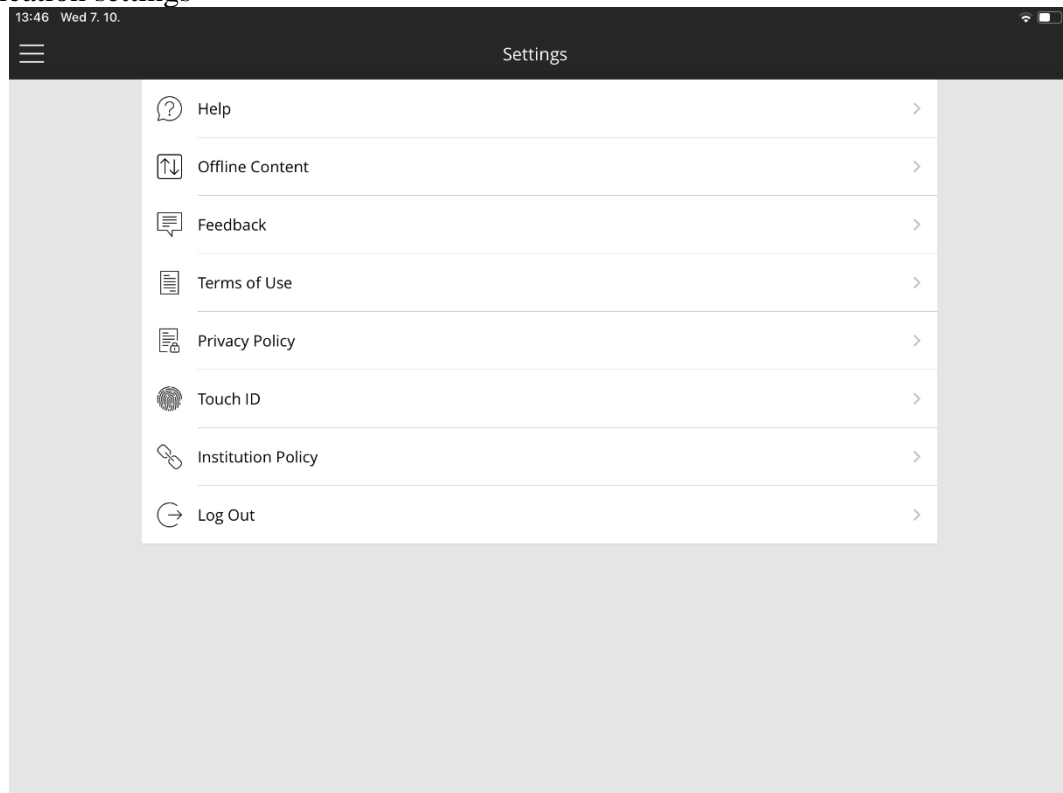 settings
13:46 Wed 7. 10.
Settings
Help
Offline Content
Feedback
Terms of Use
Privacy Policy
Touch ID
Institution Policy
Log Out